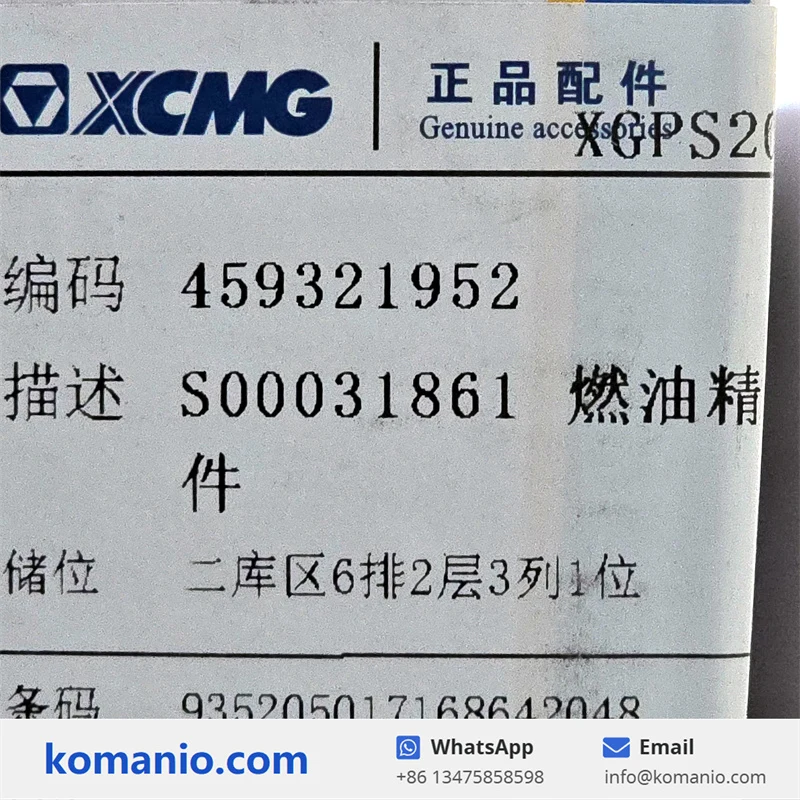 XCMG
正品配件
Genuine accessories
XGPS20
编码 459321952
描述 S00031861 燃油精
件
储位 二库区6排2层3列1位
条码 935205017168642048
komanio.com
WhatsApp
+86 13475858598
Email
info@komanio.com